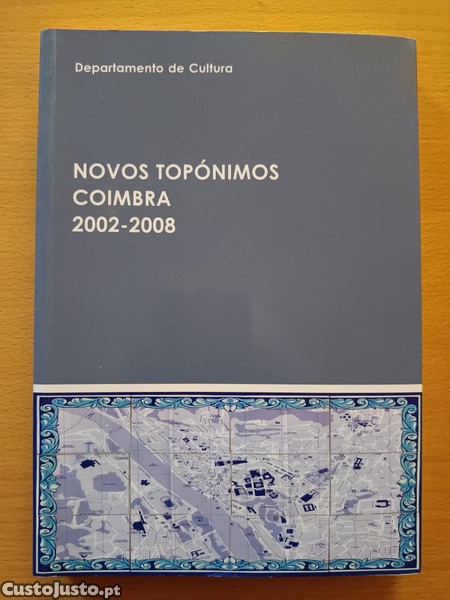 Departamento de Cultura
NOVOS TOPÓNIMOS
COIMBRA
2002-2008
CustoJusto.pt